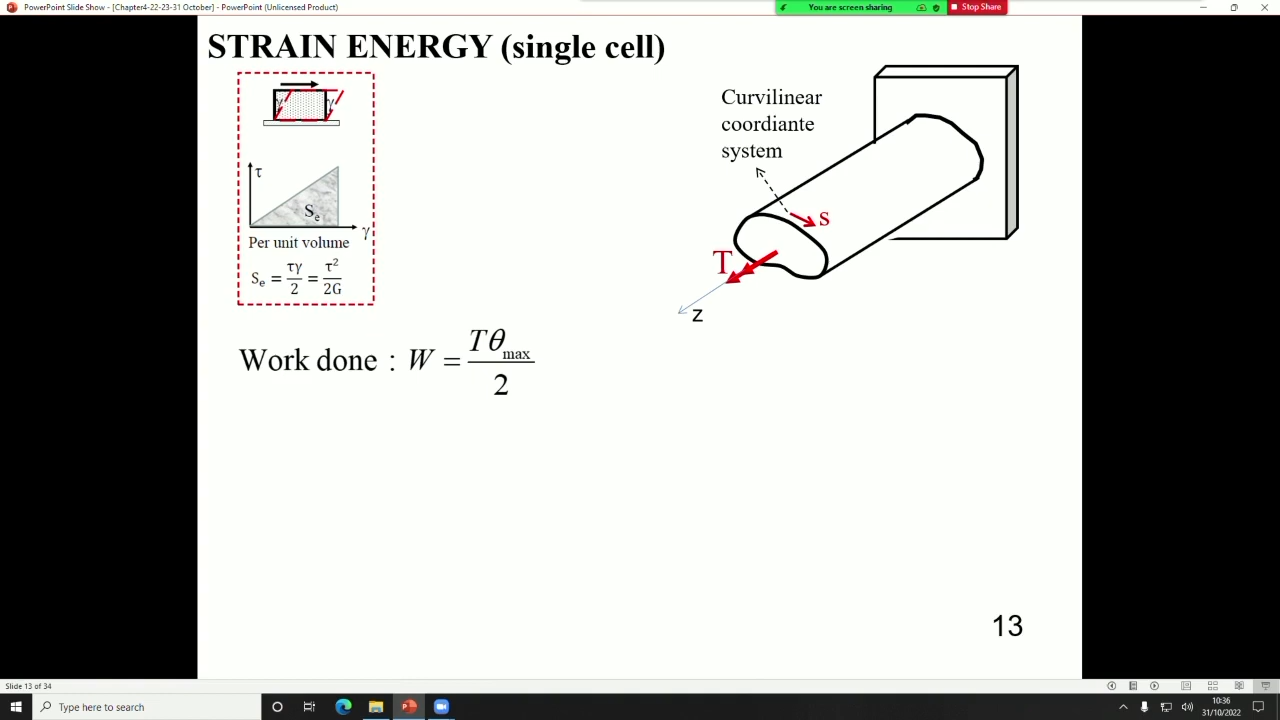 PowerPoint Slide Show - [Chapter4-22-23-31 October] - PowerPoint (Unlicensed Product)
You are screen sharing
Stop Share
STRAIN ENERGY (single cell)
γ γ
τ
Sₑ
γ
Per unit volume
Sₑ = τγ/2 = τ²/2G
Curvilinear
coordiante
system
s
T
z
Work done : W = Tθmax/2
13
Slide 13 of 34
Type here to search
10:36
31/10/2022